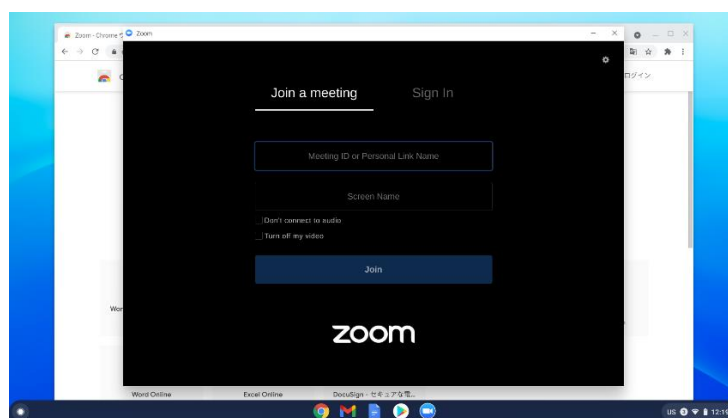 Zoom - Chrome
Zoom
ログイン
Join a meeting
Sign In
Meeting ID or Personal Link Name
Screen Name
Don't connect to audio
Turn off my video
Join
zoom
Word Online
Excel Online
DocuSign - セキュアな電...
US